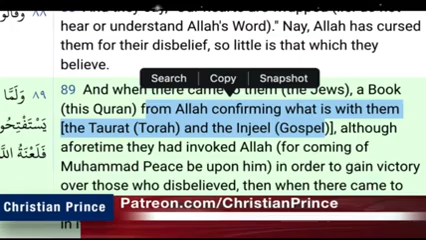 hear or understand Allah's Word)." Nay, Allah has cursed
them for their disbelief, so little is that which they
believe.
Search Copy Snapshot
89 And when there came to them (the Jews), a Book
(this Quran) from Allah confirming what is with them
[the Taurat (Torah) and the Injeel (Gospel)], although
aforetime they had invoked Allah (for coming of
Muhammad Peace be upon him) in order to gain victory
over those who disbelieved, then when there came to
٨٩ وَلَمَّا
يَسْتَفْتِحُو
فَلَعْنَةُ اللَّ
Christian Prince
Patreon.com/ChristianPrince